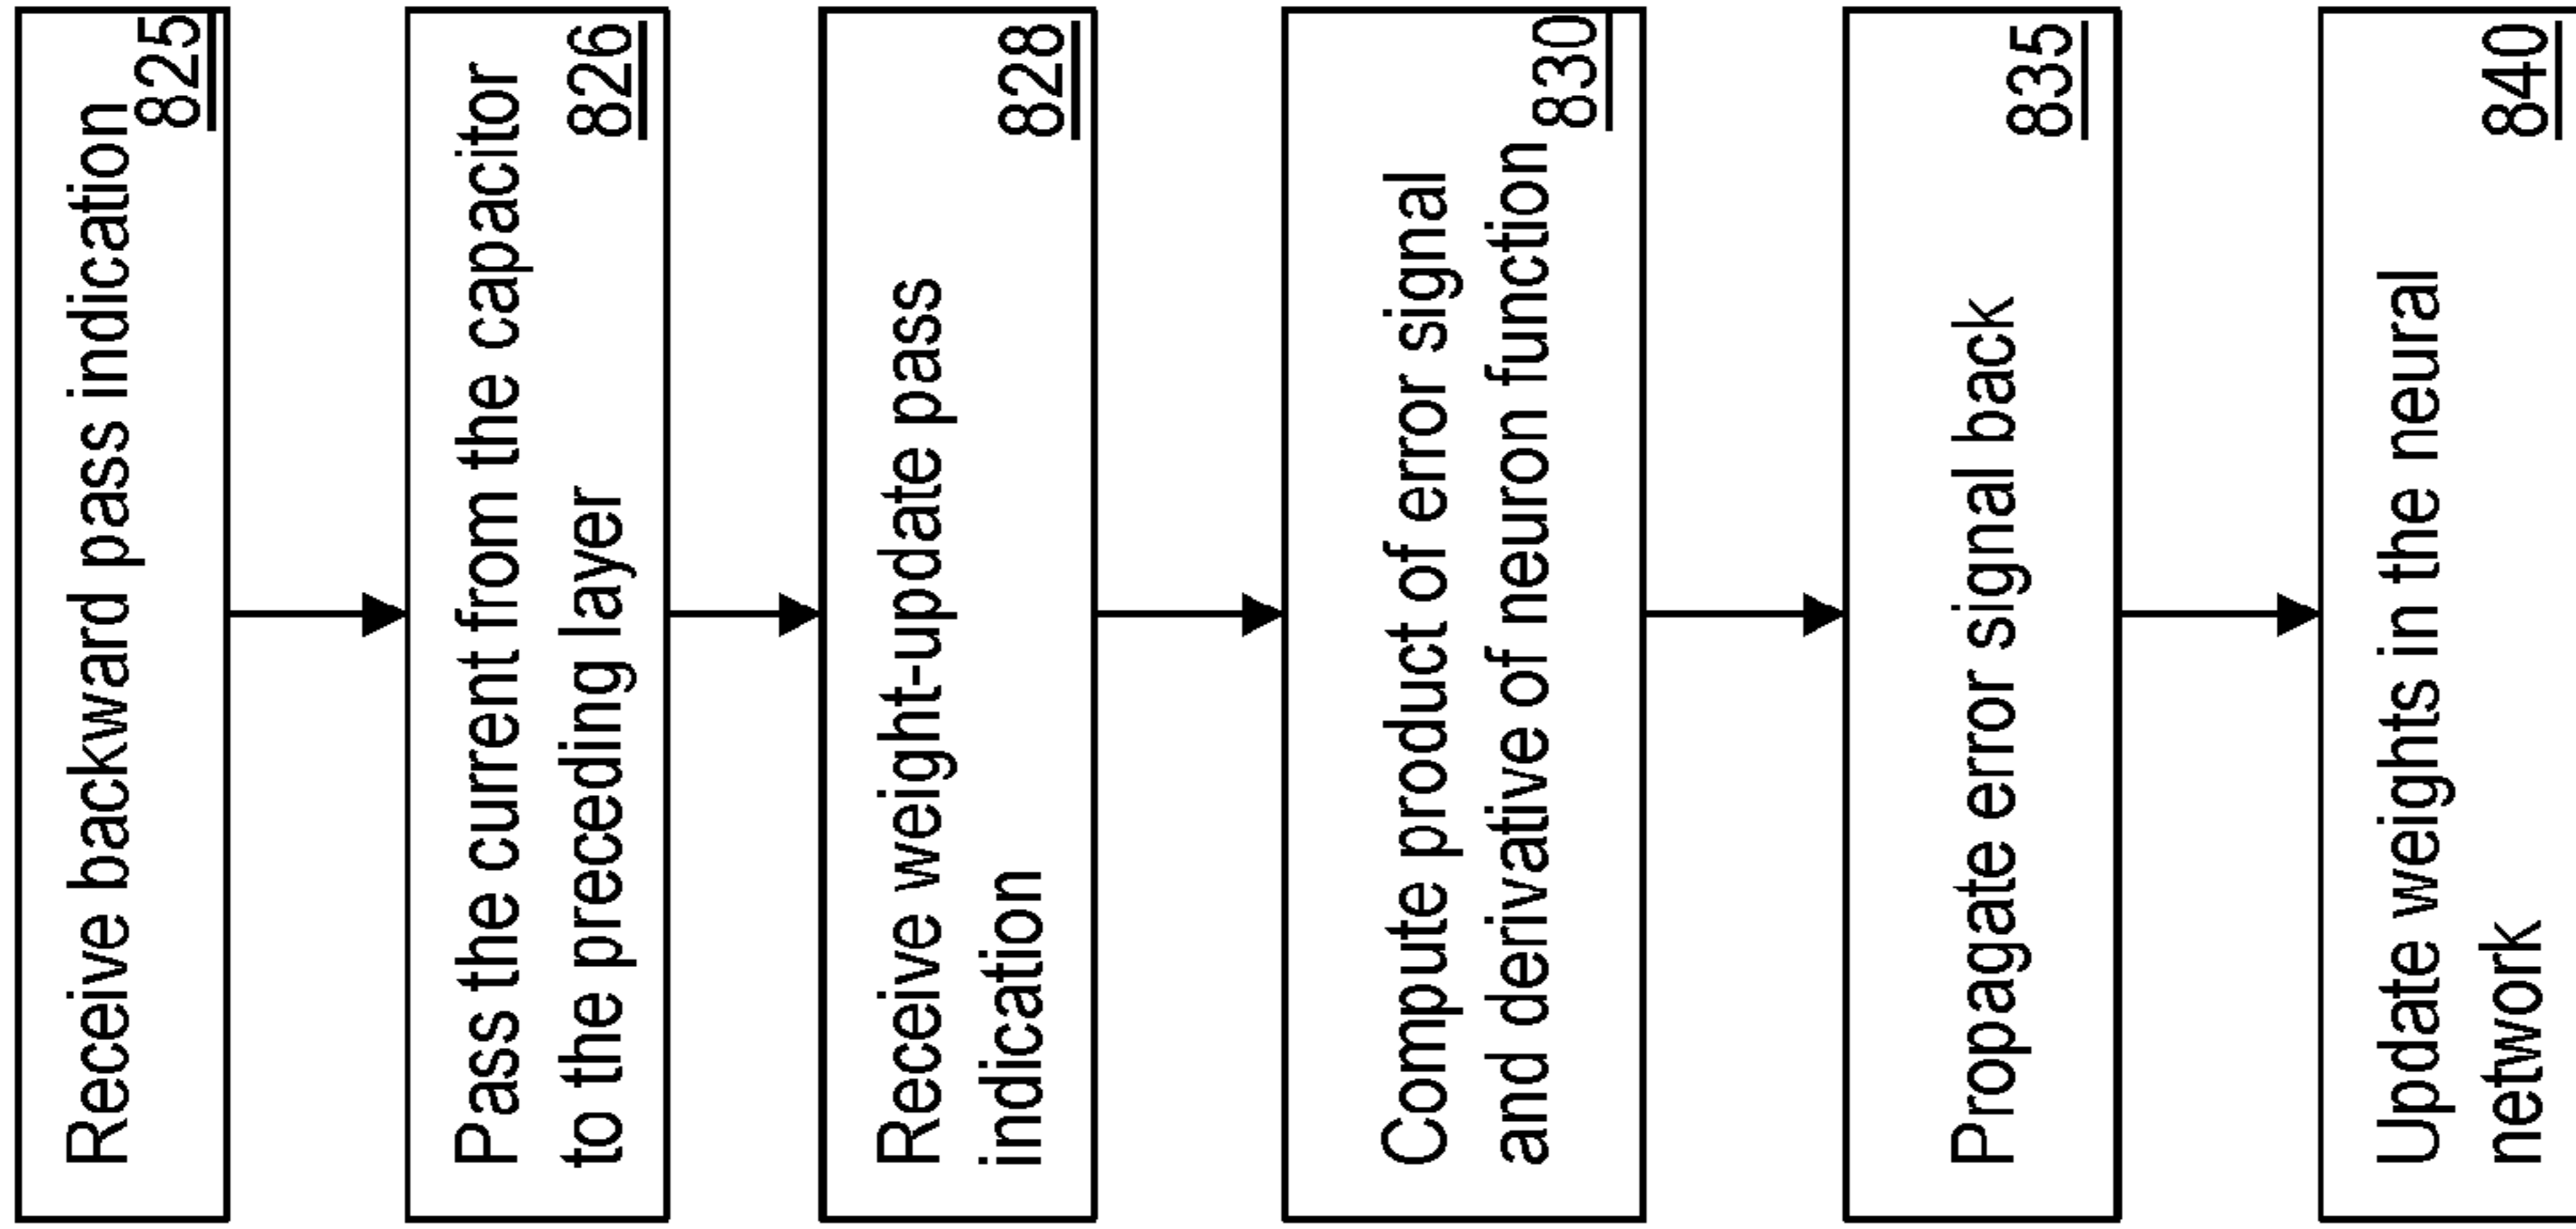 Receive backward pass indication
825
Pass the current from the capacitor
to the preceding layer
826
Receive weight-update pass
indication
828
Compute product of error signal
and derivative of neuron function
830
Propagate error signal back
835
Update weights in the neural
network
840